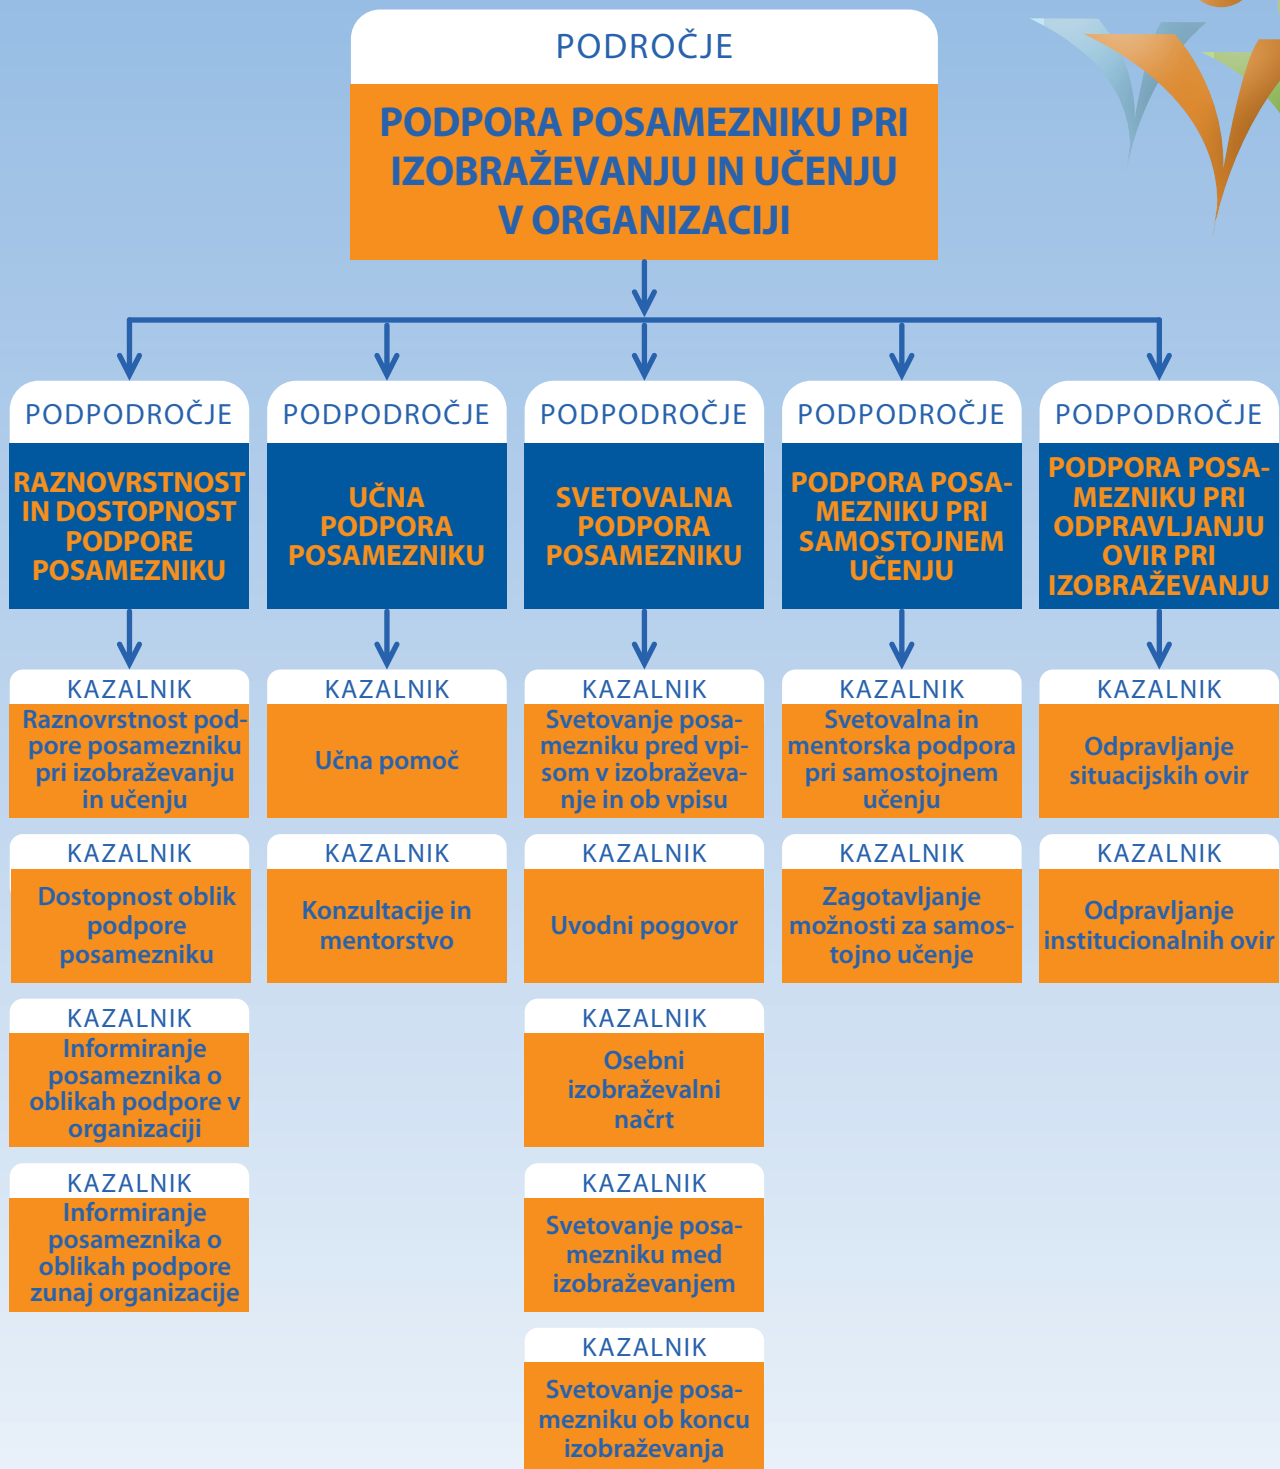 PODROČJE
PODPORA POSAMEZNIKU PRI
IZOBRAŽEVANJU IN UČENJU
V ORGANIZACIJI
PODPODROČJE
RAZNOVRSTNOST
IN DOSTOPNOST
PODPORE
POSAMEZNIKU
KAZALNIK
Raznovrstnost pod-
pore posamezniku
pri izobraževanju
in učenju
KAZALNIK
Dostopnost oblik
podpore
posamezniku
KAZALNIK
Informiranje
posameznika o
oblikah podpore v
organizaciji
KAZALNIK
Informiranje
posameznika o
oblikah podpore
zunaj organizacije
PODPODROČJE
UČNA
PODPORA
POSAMEZNIKU
KAZALNIK
Učna pomoč
KAZALNIK
Konzultacije in
mentorstvo
PODPODROČJE
SVETOVALNA
PODPORA
POSAMEZNIKU
KAZALNIK
Svetovanje posa-
mezniku pred vpi-
som v izobraževa-
nje in ob vpisu
KAZALNIK
Uvodni pogovor
KAZALNIK
Osebni
izobraževalni
načrt
KAZALNIK
Svetovanje posa-
mezniku med
izobraževanjem
KAZALNIK
Svetovanje posa-
mezniku ob koncu
izobraževanja
PODPODROČJE
PODPORA POSA-
MEZNIKU PRI
SAMOSTOJNEM
UČENJU
KAZALNIK
Svetovalna in
mentorska podpora
pri samostojnem
učenju
KAZALNIK
Zagotavljanje
možnosti za samos-
tojno učenje
PODPODROČJE
PODPORA POSA-
MEZNIKU PRI
ODPRAVLJANJU
OVIR PRI
IZOBRAŽEVANJU
KAZALNIK
Odpravljanje
situacijskih ovir
KAZALNIK
Odpravljanje
institucionalnih ovir